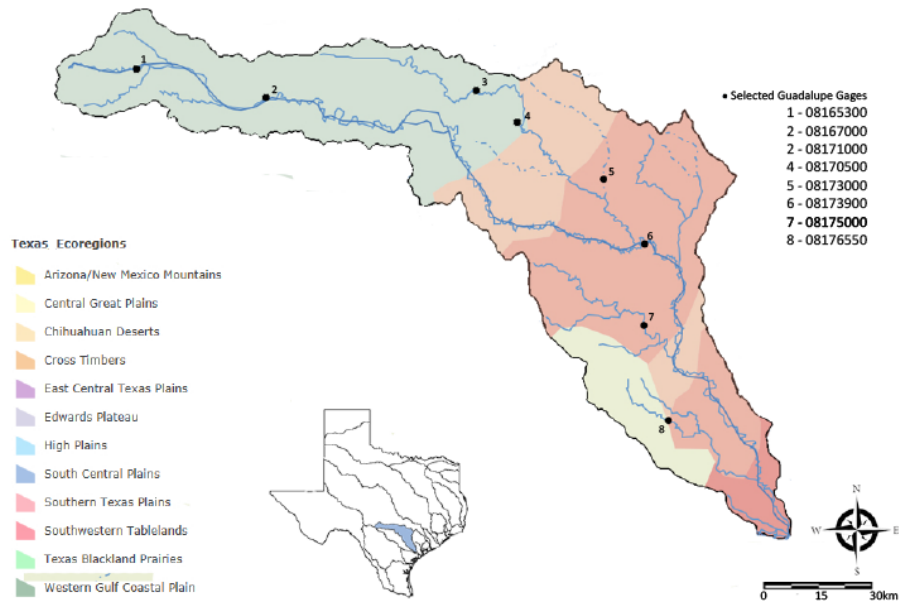 1
2
3
4
5
6
7
8
• Selected Guadalupe Gages
1 - 08165300
2 - 08167000
2 - 08171000
4 - 08170500
5 - 08173000
6 - 08173900
7 - 08175000
8 - 08176550
Texas Ecoregions
Arizona/New Mexico Mountains
Central Great Plains
Chihuahuan Deserts
Cross Timbers
East Central Texas Plains
Edwards Plateau
High Plains
South Central Plains
Southern Texas Plains
Southwestern Tablelands
Texas Blackland Prairies
Western Gulf Coastal Plain
N
W E
S
0 15 30km